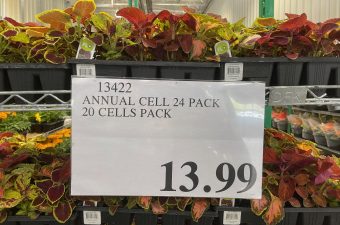 13422
ANNUAL CELL 24 PACK
20 CELLS PACK
13.99